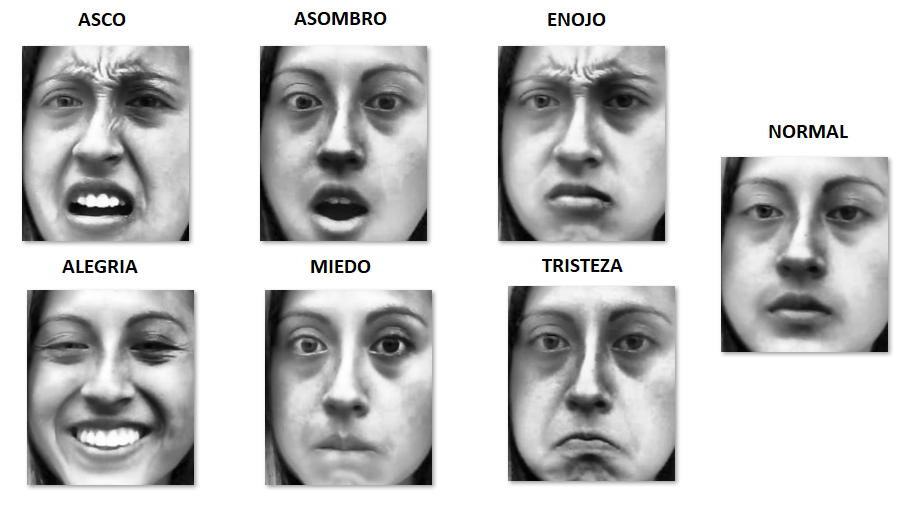 ASCO
ASOMBRO
ENOJO
NORMAL
ALEGRIA
MIEDO
TRISTEZA